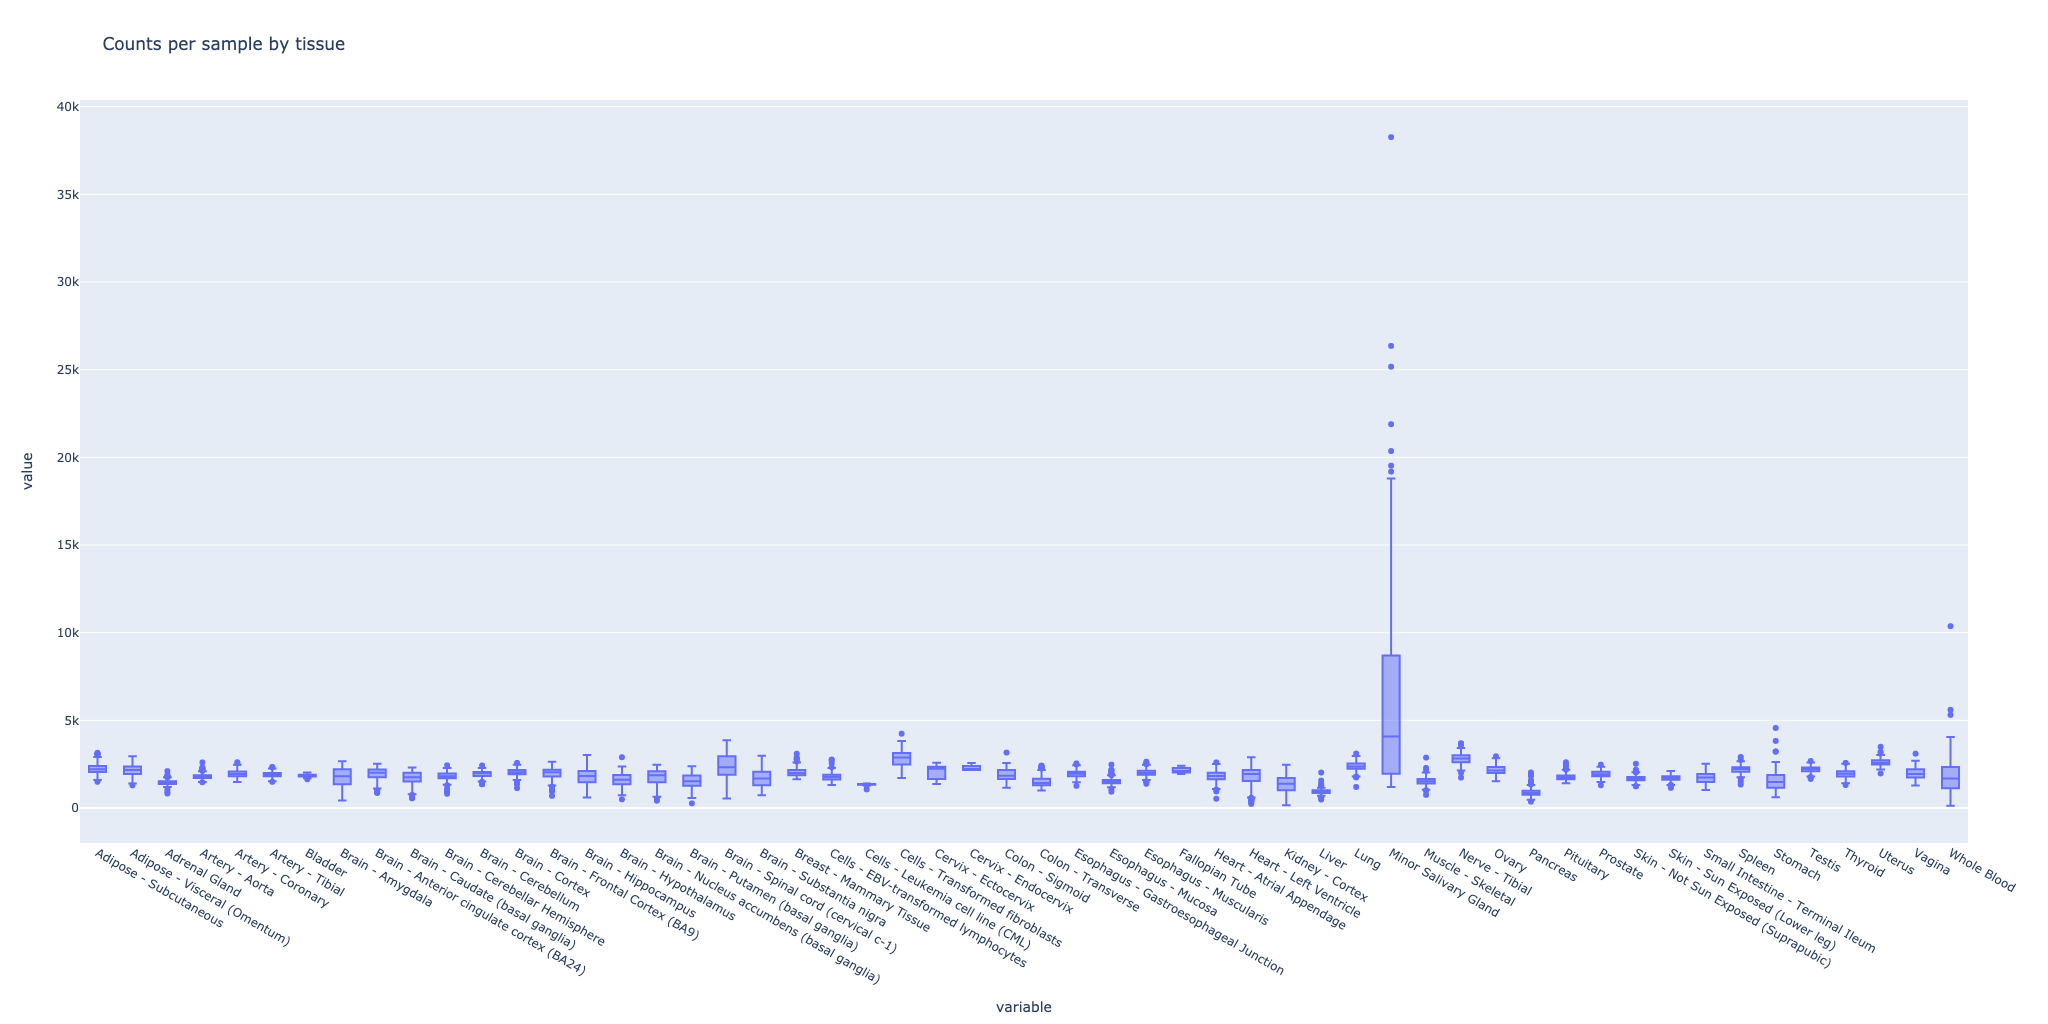 Counts per sample by tissue
40k
35k
30k
25k
20k
15k
10k
5k
0
value
Adipose - Subcutaneous
Adipose - Visceral (Omentum)
Adrenal Gland
Artery - Aorta
Artery - Coronary
Artery - Tibial
Bladder
Brain - Amygdala
Brain - Anterior cingulate cortex (BA24)
Brain - Caudate (basal ganglia)
Brain - Cerebellar Hemisphere
Brain - Cerebellum
Brain - Cortex
Brain - Frontal Cortex (BA9)
Brain - Hippocampus
Brain - Hypothalamus
Brain - Nucleus accumbens (basal ganglia)
Brain - Putamen (basal ganglia)
Brain - Spinal cord (cervical c-1)
Brain - Substantia nigra
Breast - Mammary Tissue
Cells - EBV-transformed lymphocytes
Cells - Leukemia cell line (CML)
Cells - Transformed fibroblasts
Cervix - Ectocervix
Cervix - Endocervix
Colon - Sigmoid
Colon - Transverse
Esophagus - Gastroesophageal Junction
Esophagus - Mucosa
Esophagus - Muscularis
Fallopian Tube
Heart - Atrial Appendage
Heart - Left Ventricle
Kidney - Cortex
Liver
Lung
Minor Salivary Gland
Muscle - Skeletal
Nerve - Tibial
Ovary
Pancreas
Pituitary
Prostate
Skin - Not Sun Exposed (Suprapubic)
Skin - Sun Exposed (Lower leg)
Small Intestine - Terminal Ileum
Spleen
Stomach
Testis
Thyroid
Uterus
Vagina
Whole Blood
variable